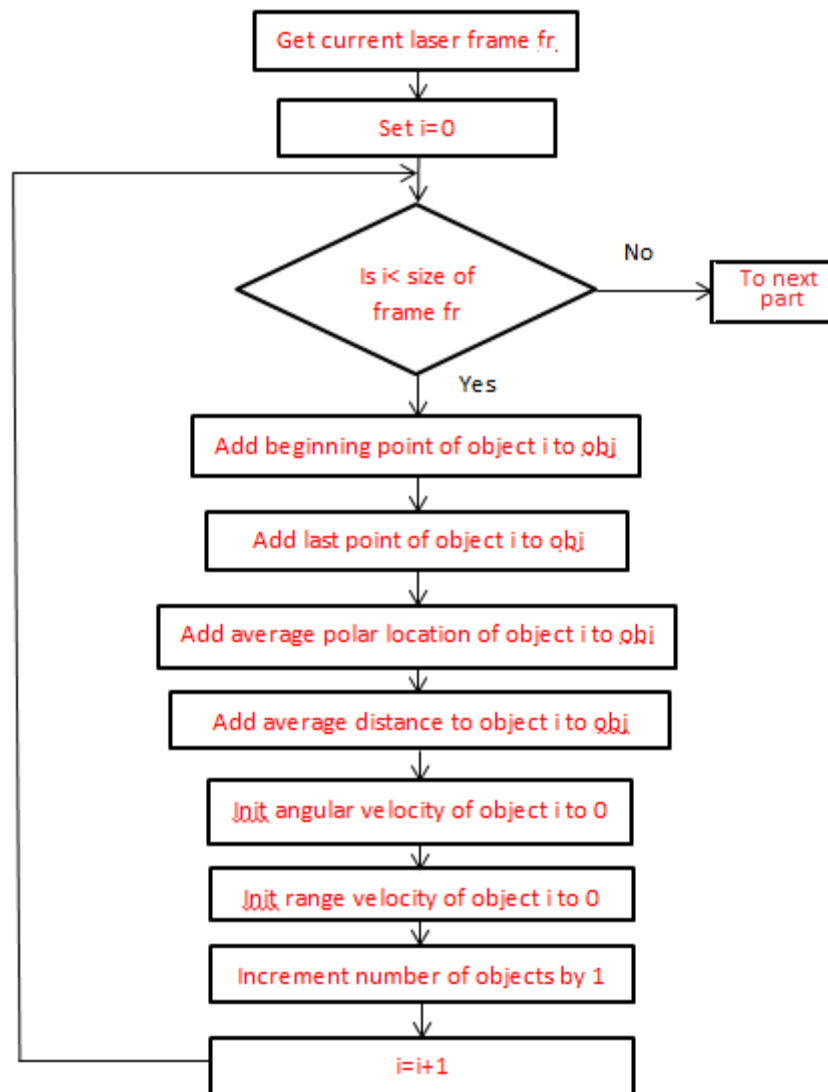 Get current laser frame fr.
Set i=0
Is i< size of
frame fr
No
To next
part
Yes
Add beginning point of object i to obj
Add last point of object i to obj
Add average polar location of object i to obj
Add average distance to object i to obj
Init angular velocity of object i to 0
Init range velocity of object i to 0
Increment number of objects by 1
i=i+1